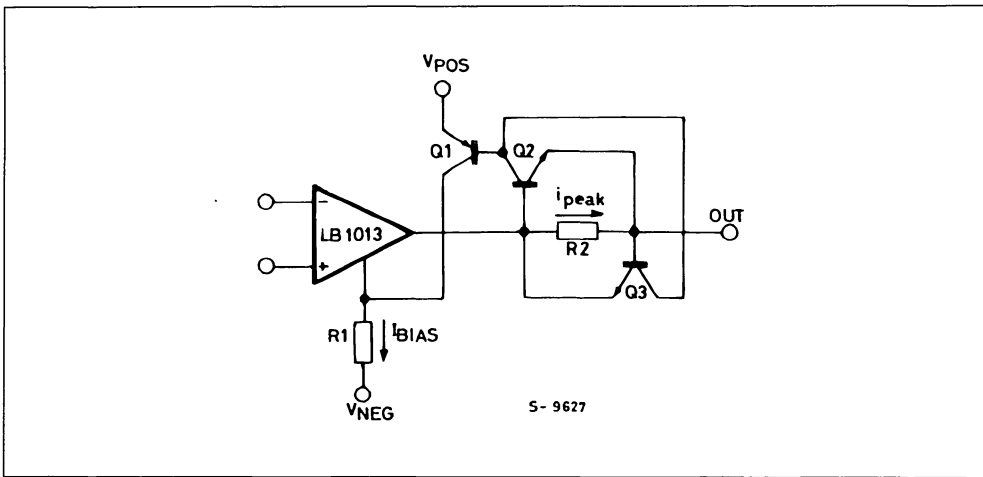 VPOS
Q1
Q2
ipeak
OUT
−
LB1013
+
R2
Q3
R1
IBIAS
VNEG
S-9627